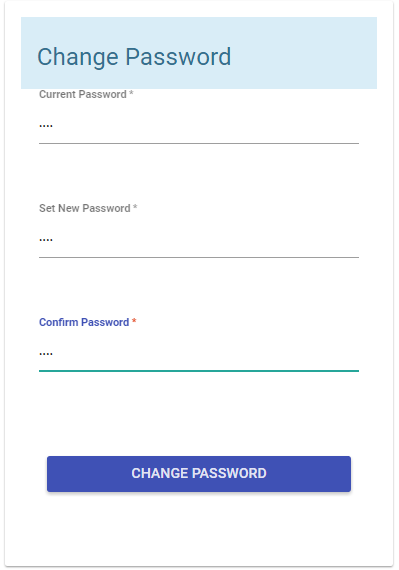 Change Password
Current Password *
....
Set New Password *
....
Confirm Password *
....
CHANGE PASSWORD